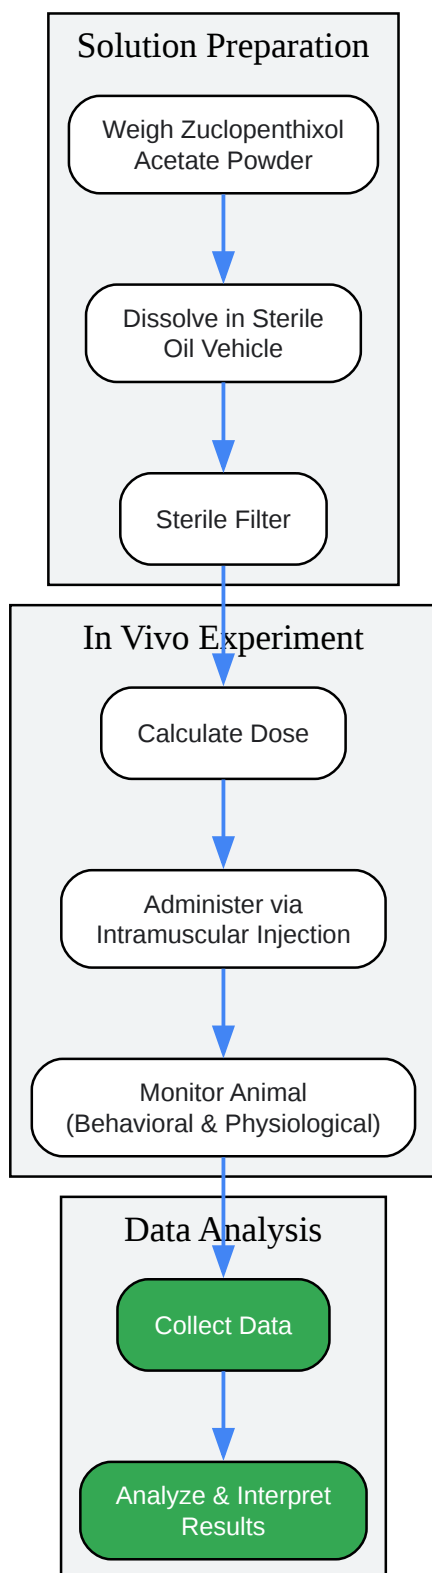 Solution Preparation
Weigh Zuclopenthixol
Acetate Powder
Dissolve in Sterile
Oil Vehicle
Sterile Filter
In Vivo Experiment
Calculate Dose
Administer via
Intramuscular Injection
Monitor Animal
(Behavioral & Physiological)
Data Analysis
Collect Data
Analyze & Interpret
Results